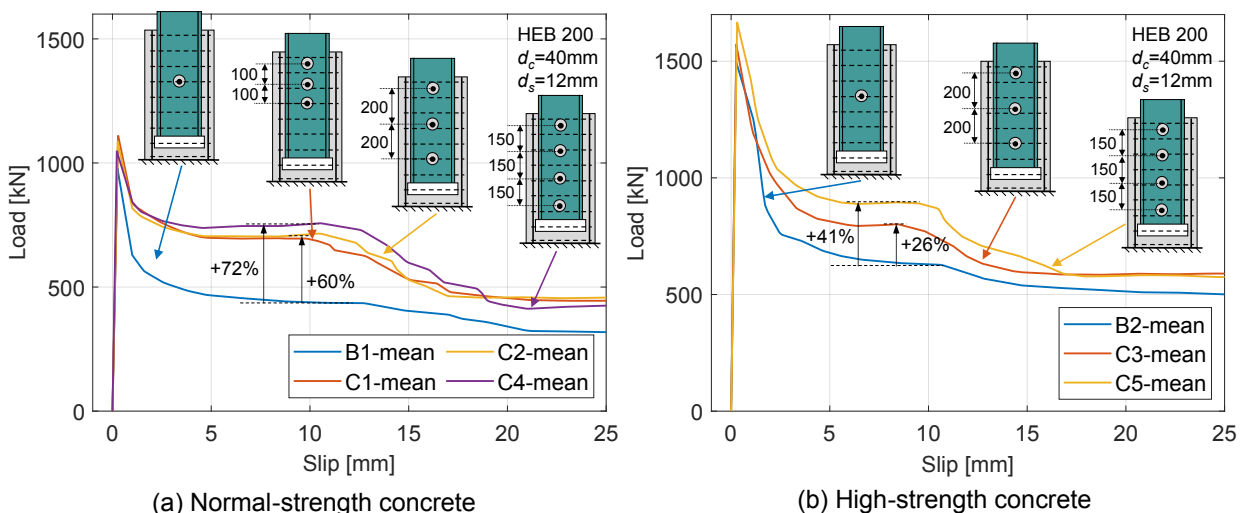 1500
1000
500
0
Load [kN]
0
5
10
15
20
25
Slip [mm]
HEB 200
d_c=40mm
d_s=12mm
100
100
200
200
150
150
150
+72%
+60%
B1-mean
C1-mean
C2-mean
C4-mean
(a) Normal-strength concrete
1500
1000
500
0
Load [kN]
0
5
10
15
20
25
Slip [mm]
HEB 200
d_c=40mm
d_s=12mm
200
200
150
150
150
+41%
+26%
B2-mean
C3-mean
C5-mean
(b) High-strength concrete